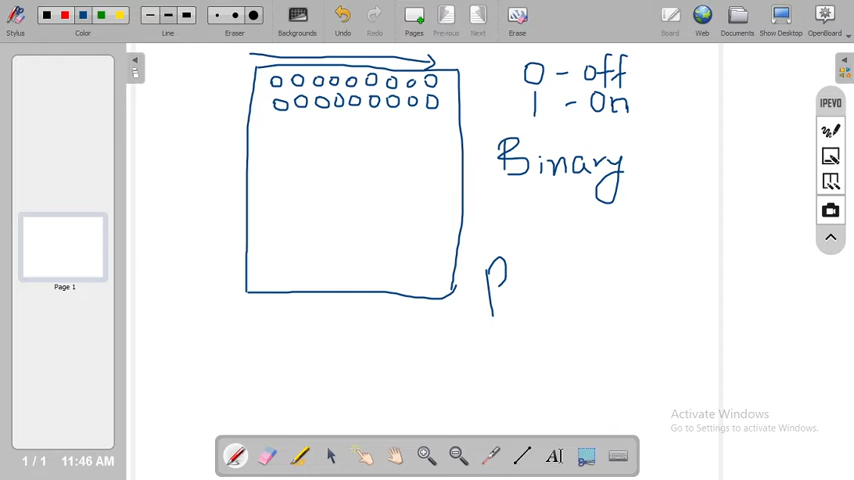 Stylus
Color
Line
Eraser
Backgrounds
Undo
Redo
Pages
Previous
Next
Erase
Board
Web
Documents
Show Desktop
OpenBoard
IPEVO
0 - off
1 - On
Binary
P
Page 1
Activate Windows
Go to Settings to activate Windows.
1 / 1 11:46 AM